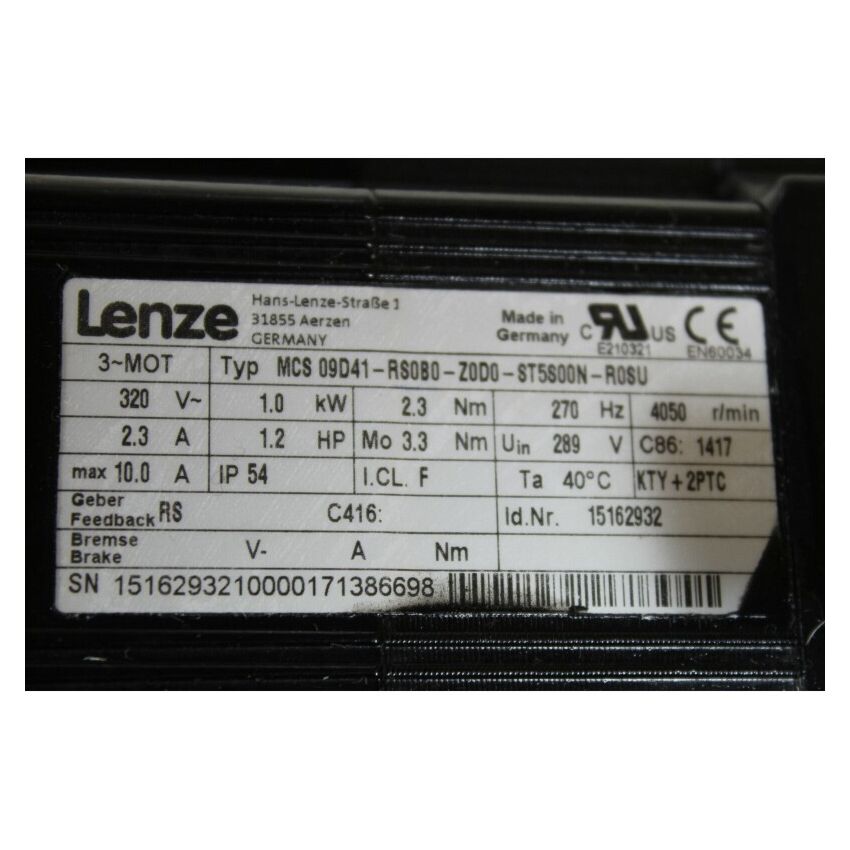 Lenze
Hans-Lenze-Straße 1
31855 Aerzen
GERMANY
Made in
Germany
C RU US CE
E210321 EN60034
3~MOT Typ MCS 09D41-RS0B0-Z0D0-ST5S00N-R0SU
320 V~ 1.0 kW 2.3 Nm 270 Hz 4050 r/min
2.3 A 1.2 HP Mo 3.3 Nm Uin 289 V C86: 1417
max 10.0 A IP 54 I.CL. F Ta 40°C KTY+2PTC
Geber
Feedback RS C416: Id.Nr. 15162932
Bremse
Brake V- A Nm
SN 1516293210000171386698